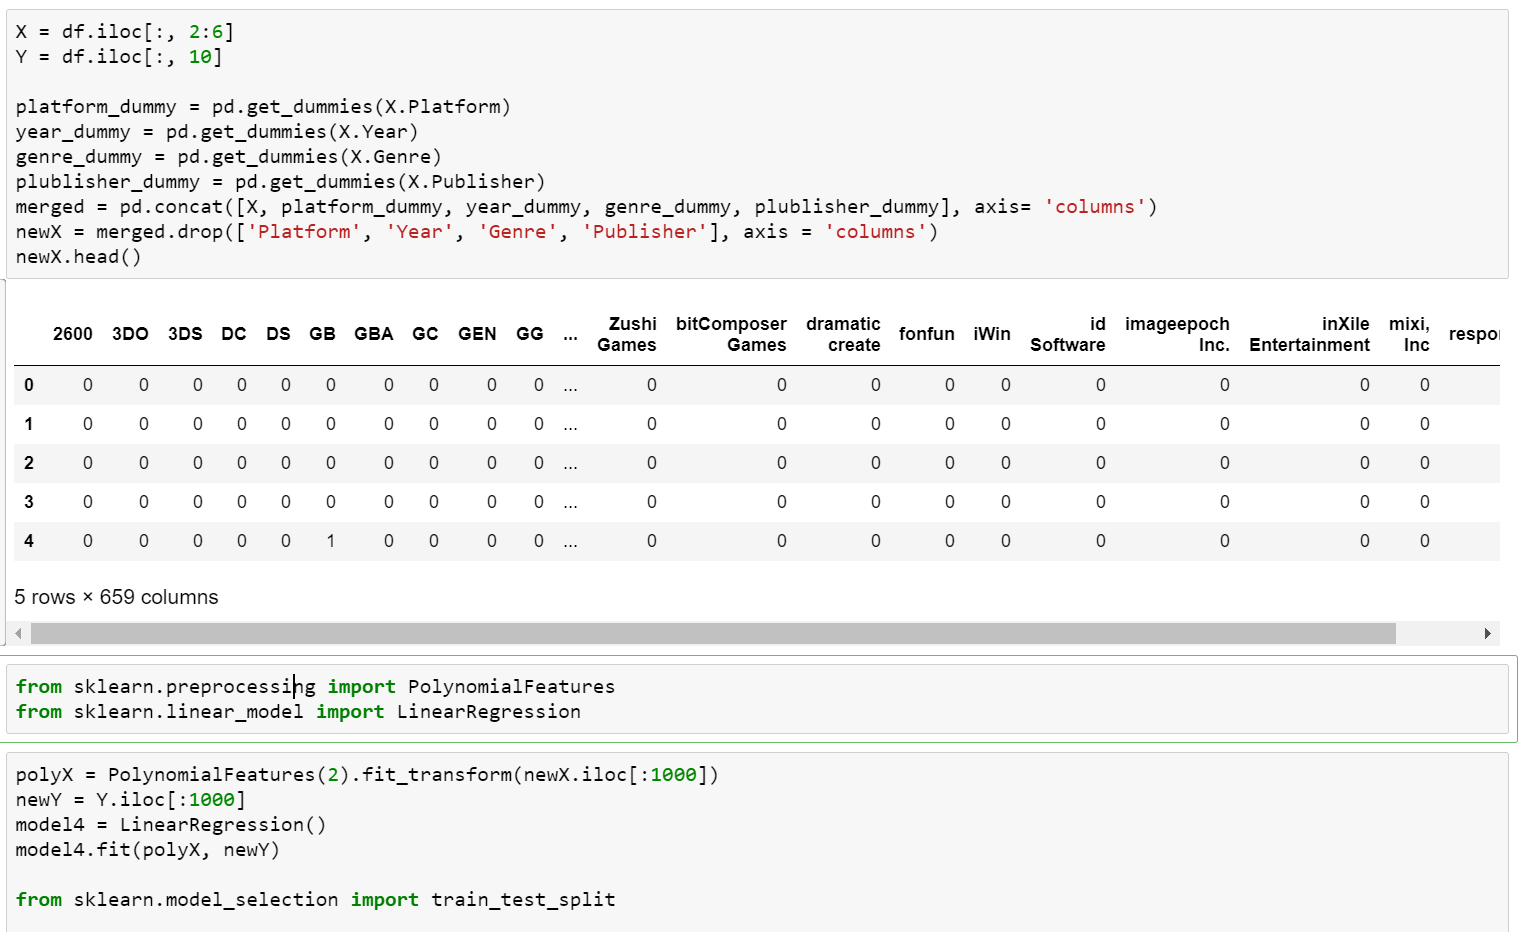 X = df.iloc[:, 2:6]
Y = df.iloc[:, 10]
platform_dummy = pd.get_dummies(X.Platform)
year_dummy = pd.get_dummies(X.Year)
genre_dummy = pd.get_dummies(X.Genre)
plublisher_dummy = pd.get_dummies(X.Publisher)
merged = pd.concat([X, platform_dummy, year_dummy, genre_dummy, plublisher_dummy], axis= 'columns')
newX = merged.drop(['Platform', 'Year', 'Genre', 'Publisher'], axis = 'columns')
newX.head()
2600 3DO 3DS DC DS GB GBA GC GEN GG ... Zushi Games bitComposer Games dramatic create fonfun iWin id Software imageepoch Inc. inXile Entertainment mixi, Inc respo
0 0 0 0 0 0 0 0 0 0 0 ... 0 0 0 0 0 0 0 0 0
1 0 0 0 0 0 0 0 0 0 0 ... 0 0 0 0 0 0 0 0 0
2 0 0 0 0 0 0 0 0 0 0 ... 0 0 0 0 0 0 0 0 0
3 0 0 0 0 0 0 0 0 0 0 ... 0 0 0 0 0 0 0 0 0
4 0 0 0 0 0 1 0 0 0 0 ... 0 0 0 0 0 0 0 0 0
5 rows × 659 columns
from sklearn.preprocessing import PolynomialFeatures
from sklearn.linear_model import LinearRegression
polyX = PolynomialFeatures(2).fit_transform(newX.iloc[:1000])
newY = Y.iloc[:1000]
model4 = LinearRegression()
model4.fit(polyX, newY)
from sklearn.model_selection import train_test_split